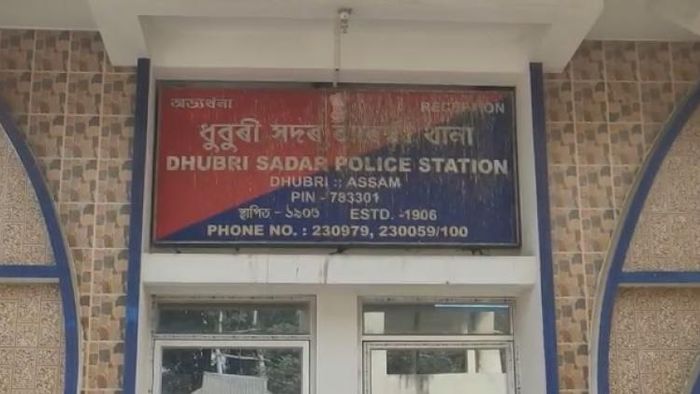 অভ্যৰ্থনা RECEPTION
ধুবুৰী সদৰ থানা
DHUBRI SADAR POLICE STATION
DHUBRI :: ASSAM
PIN - 783301
স্থাপিত - ১৯০৬ ESTD. -1906
PHONE NO. : 230979, 230059/100